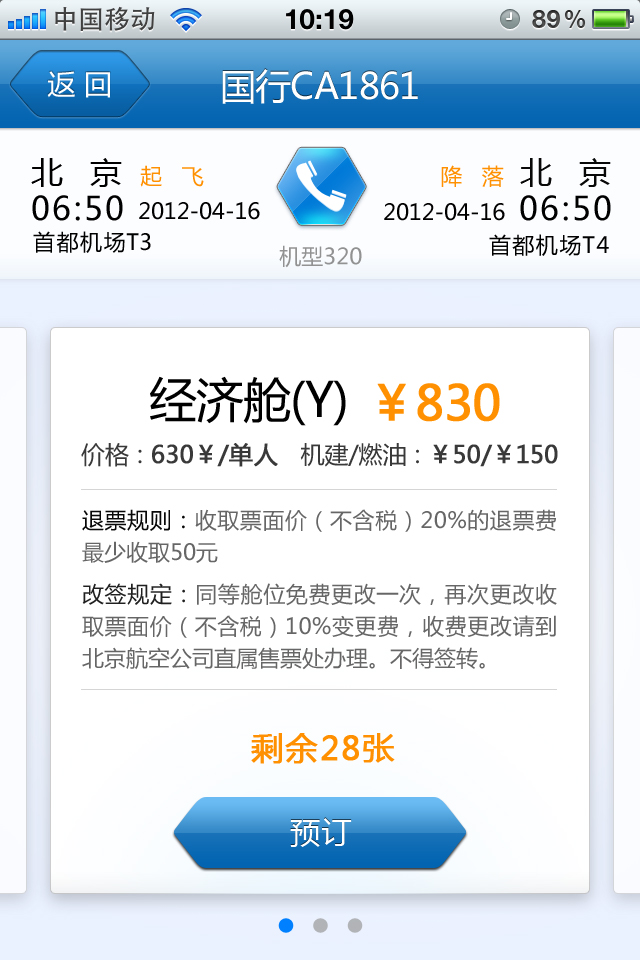 中国移动 10:19 89%
返回 国行CA1861
北京 起飞 降落 北京
06:50 2012-04-16 2012-04-16 06:50
首都机场T3 首都机场T4
机型320
经济舱(Y) ¥830
价格：630¥/单人 机建/燃油：¥50/¥150
退票规则：收取票面价（不含税）20%的退票费
最少收取50元
改签规定：同等舱位免费更改一次，再次更改收
取票面价（不含税）10%变更费，收费更改请到
北京航空公司直属售票处办理。不得签转。
剩余28张
预订